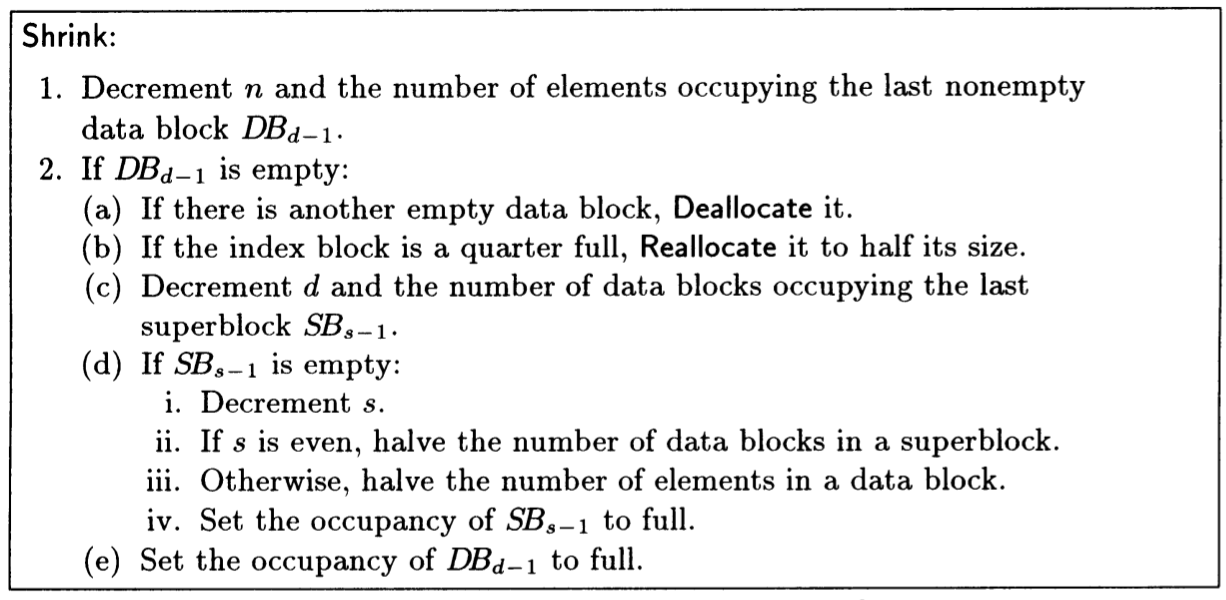 Shrink:
1. Decrement n and the number of elements occupying the last nonempty
data block DB_{d−1}.
2. If DB_{d−1} is empty:
(a) If there is another empty data block, Deallocate it.
(b) If the index block is a quarter full, Reallocate it to half its size.
(c) Decrement d and the number of data blocks occupying the last
superblock SB_{s−1}.
(d) If SB_{s−1} is empty:
i. Decrement s.
ii. If s is even, halve the number of data blocks in a superblock.
iii. Otherwise, halve the number of elements in a data block.
iv. Set the occupancy of SB_{s−1} to full.
(e) Set the occupancy of DB_{d−1} to full.